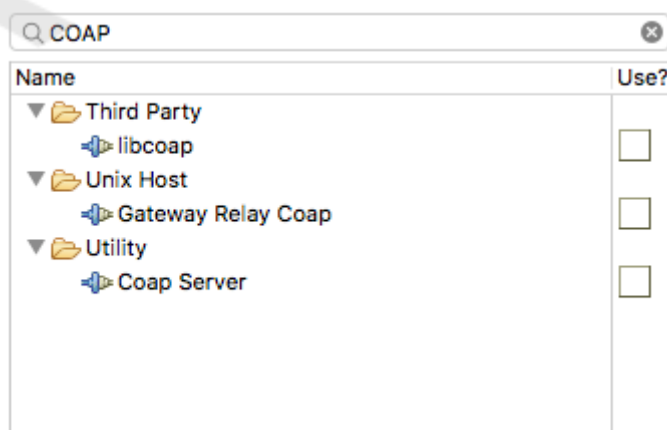 COAP
Name Use?
Third Party
libcoap
Unix Host
Gateway Relay Coap
Utility
Coap Server